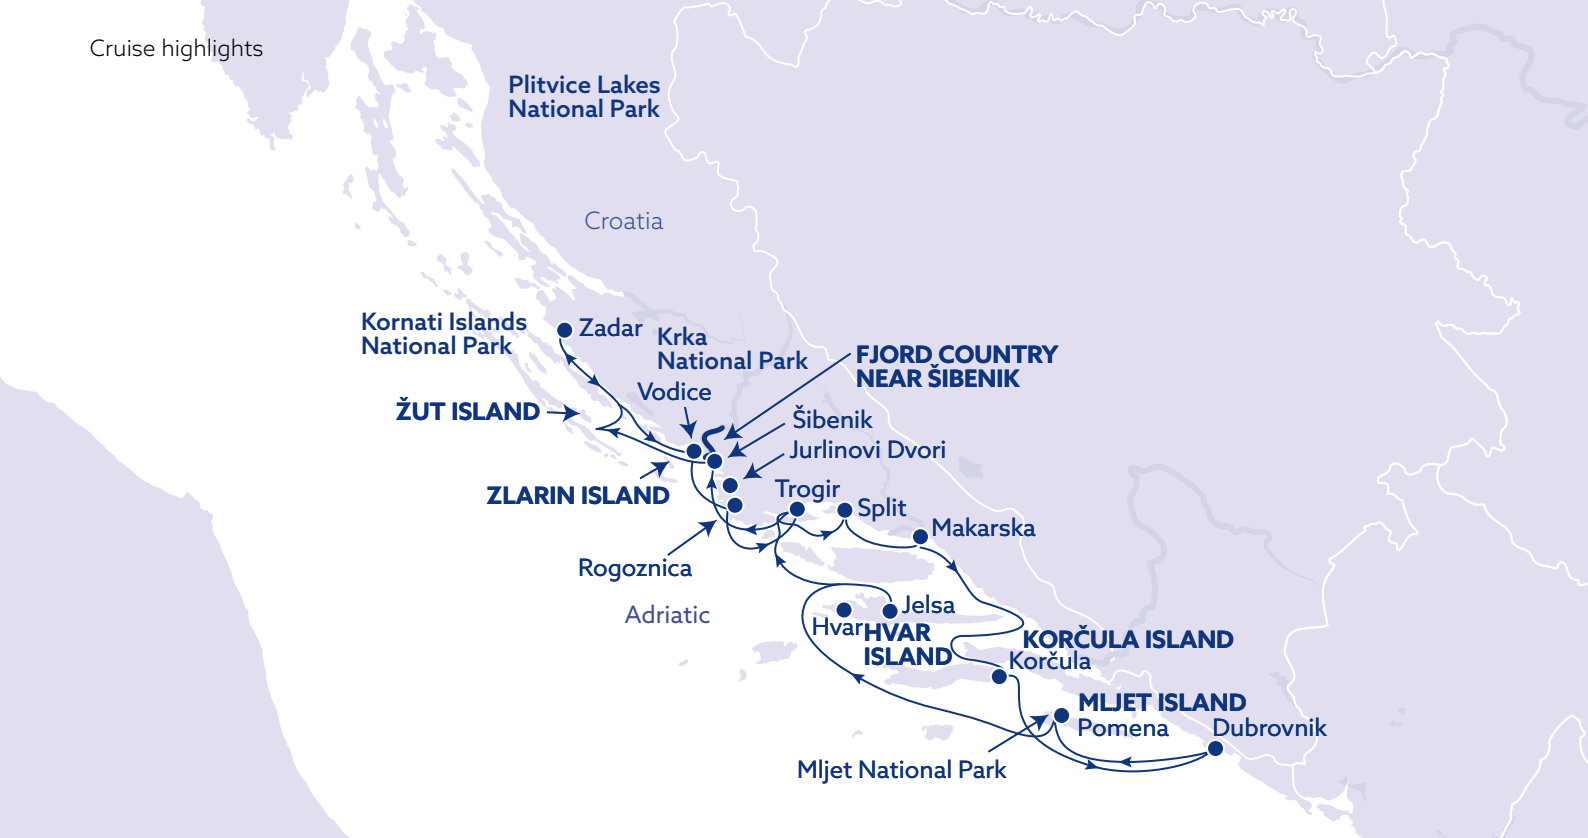 Cruise highlights
Plitvice Lakes
National Park
Croatia
Kornati Islands
National Park
Zadar
Krka
National Park
FJORD COUNTRY
NEAR ŠIBENIK
Vodice
ŽUT ISLAND
Šibenik
Jurlinovi Dvori
ZLARIN ISLAND
Trogir
Split
Makarska
Rogoznica
Adriatic
Jelsa
Hvar
HVAR
ISLAND
KORČULA ISLAND
Korčula
MLJET ISLAND
Pomena
Dubrovnik
Mljet National Park